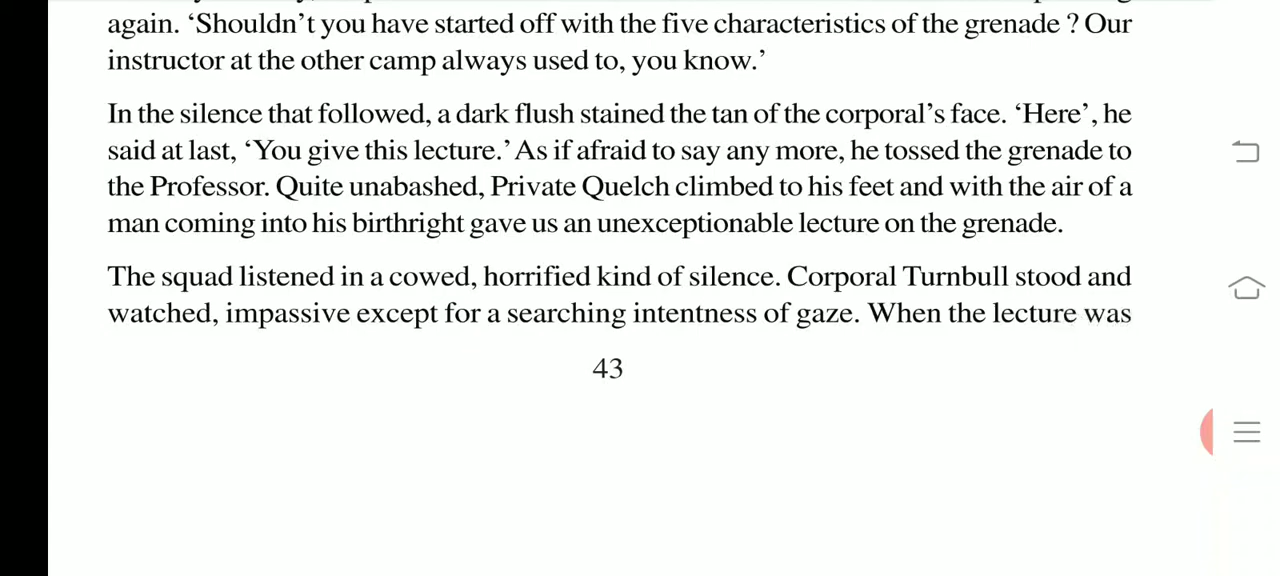 again. ‘Shouldn’t you have started off with the five characteristics of the grenade ? Our
instructor at the other camp always used to, you know.’
In the silence that followed, a dark flush stained the tan of the corporal’s face. ‘Here’, he
said at last, ‘You give this lecture.’ As if afraid to say any more, he tossed the grenade to
the Professor. Quite unabashed, Private Quelch climbed to his feet and with the air of a
man coming into his birthright gave us an unexceptionable lecture on the grenade.
The squad listened in a cowed, horrified kind of silence. Corporal Turnbull stood and
watched, impassive except for a searching intentness of gaze. When the lecture was
43